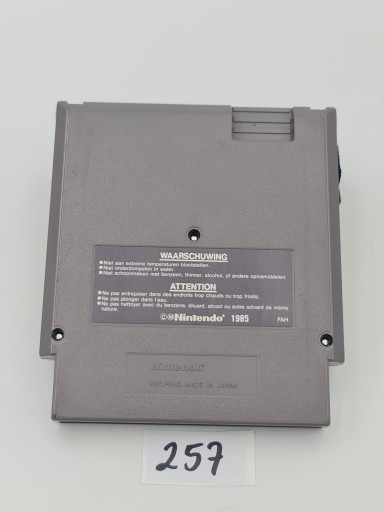 WAARSCHUWING
●Niet aan extreme temperaturen blootstellen.
●Niet onderdompelen in water.
●Niet schoonmaken met benzeen, thinner, alcohol, of andere oplosmiddelen.
ATTENTION
●Ne pas entreposer dans des endroits trop chauds ou trop froids.
●Ne pas plonger dans l'eau.
●Ne pas nettoyer avec du benzène, diluant, alcool ou autre solvant de même
nature.
©Ⓜ Nintendo® 1985
FAH
Nintendo®
PAT. PEND. MADE IN JAPAN
257